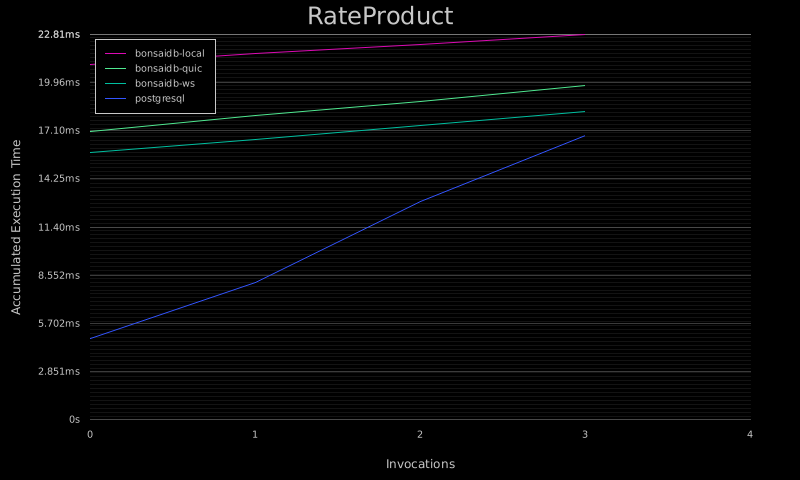 RateProduct
22.81ms
19.96ms
17.10ms
14.25ms
11.40ms
8.552ms
5.702ms
2.851ms
0s
bonsaidb-local
bonsaidb-quic
bonsaidb-ws
postgresql
Accumulated Execution Time
0 1 2 3 4
Invocations